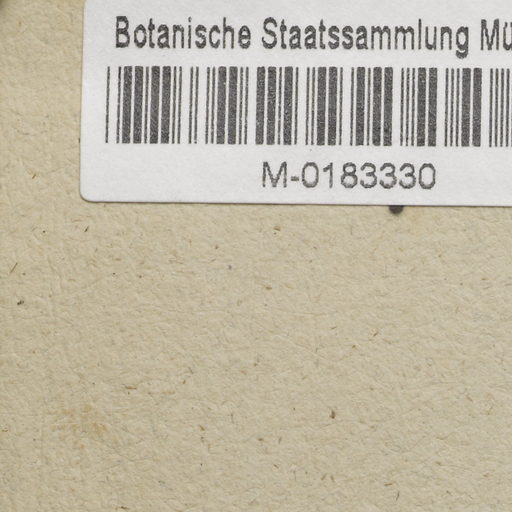 Botanische Staatssammlung Mü
M-0183330